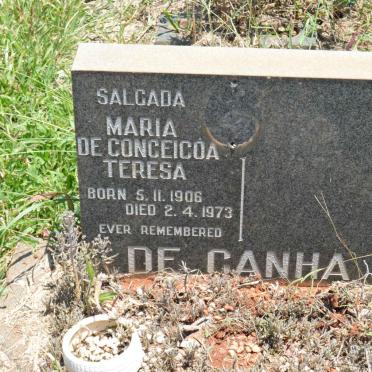 SALGADA
MARIA
DE CONCEICOA
TERESA
BORN 5.11.1906
DIED 2.4.1973
EVER REMEMBERED
DE CANHA